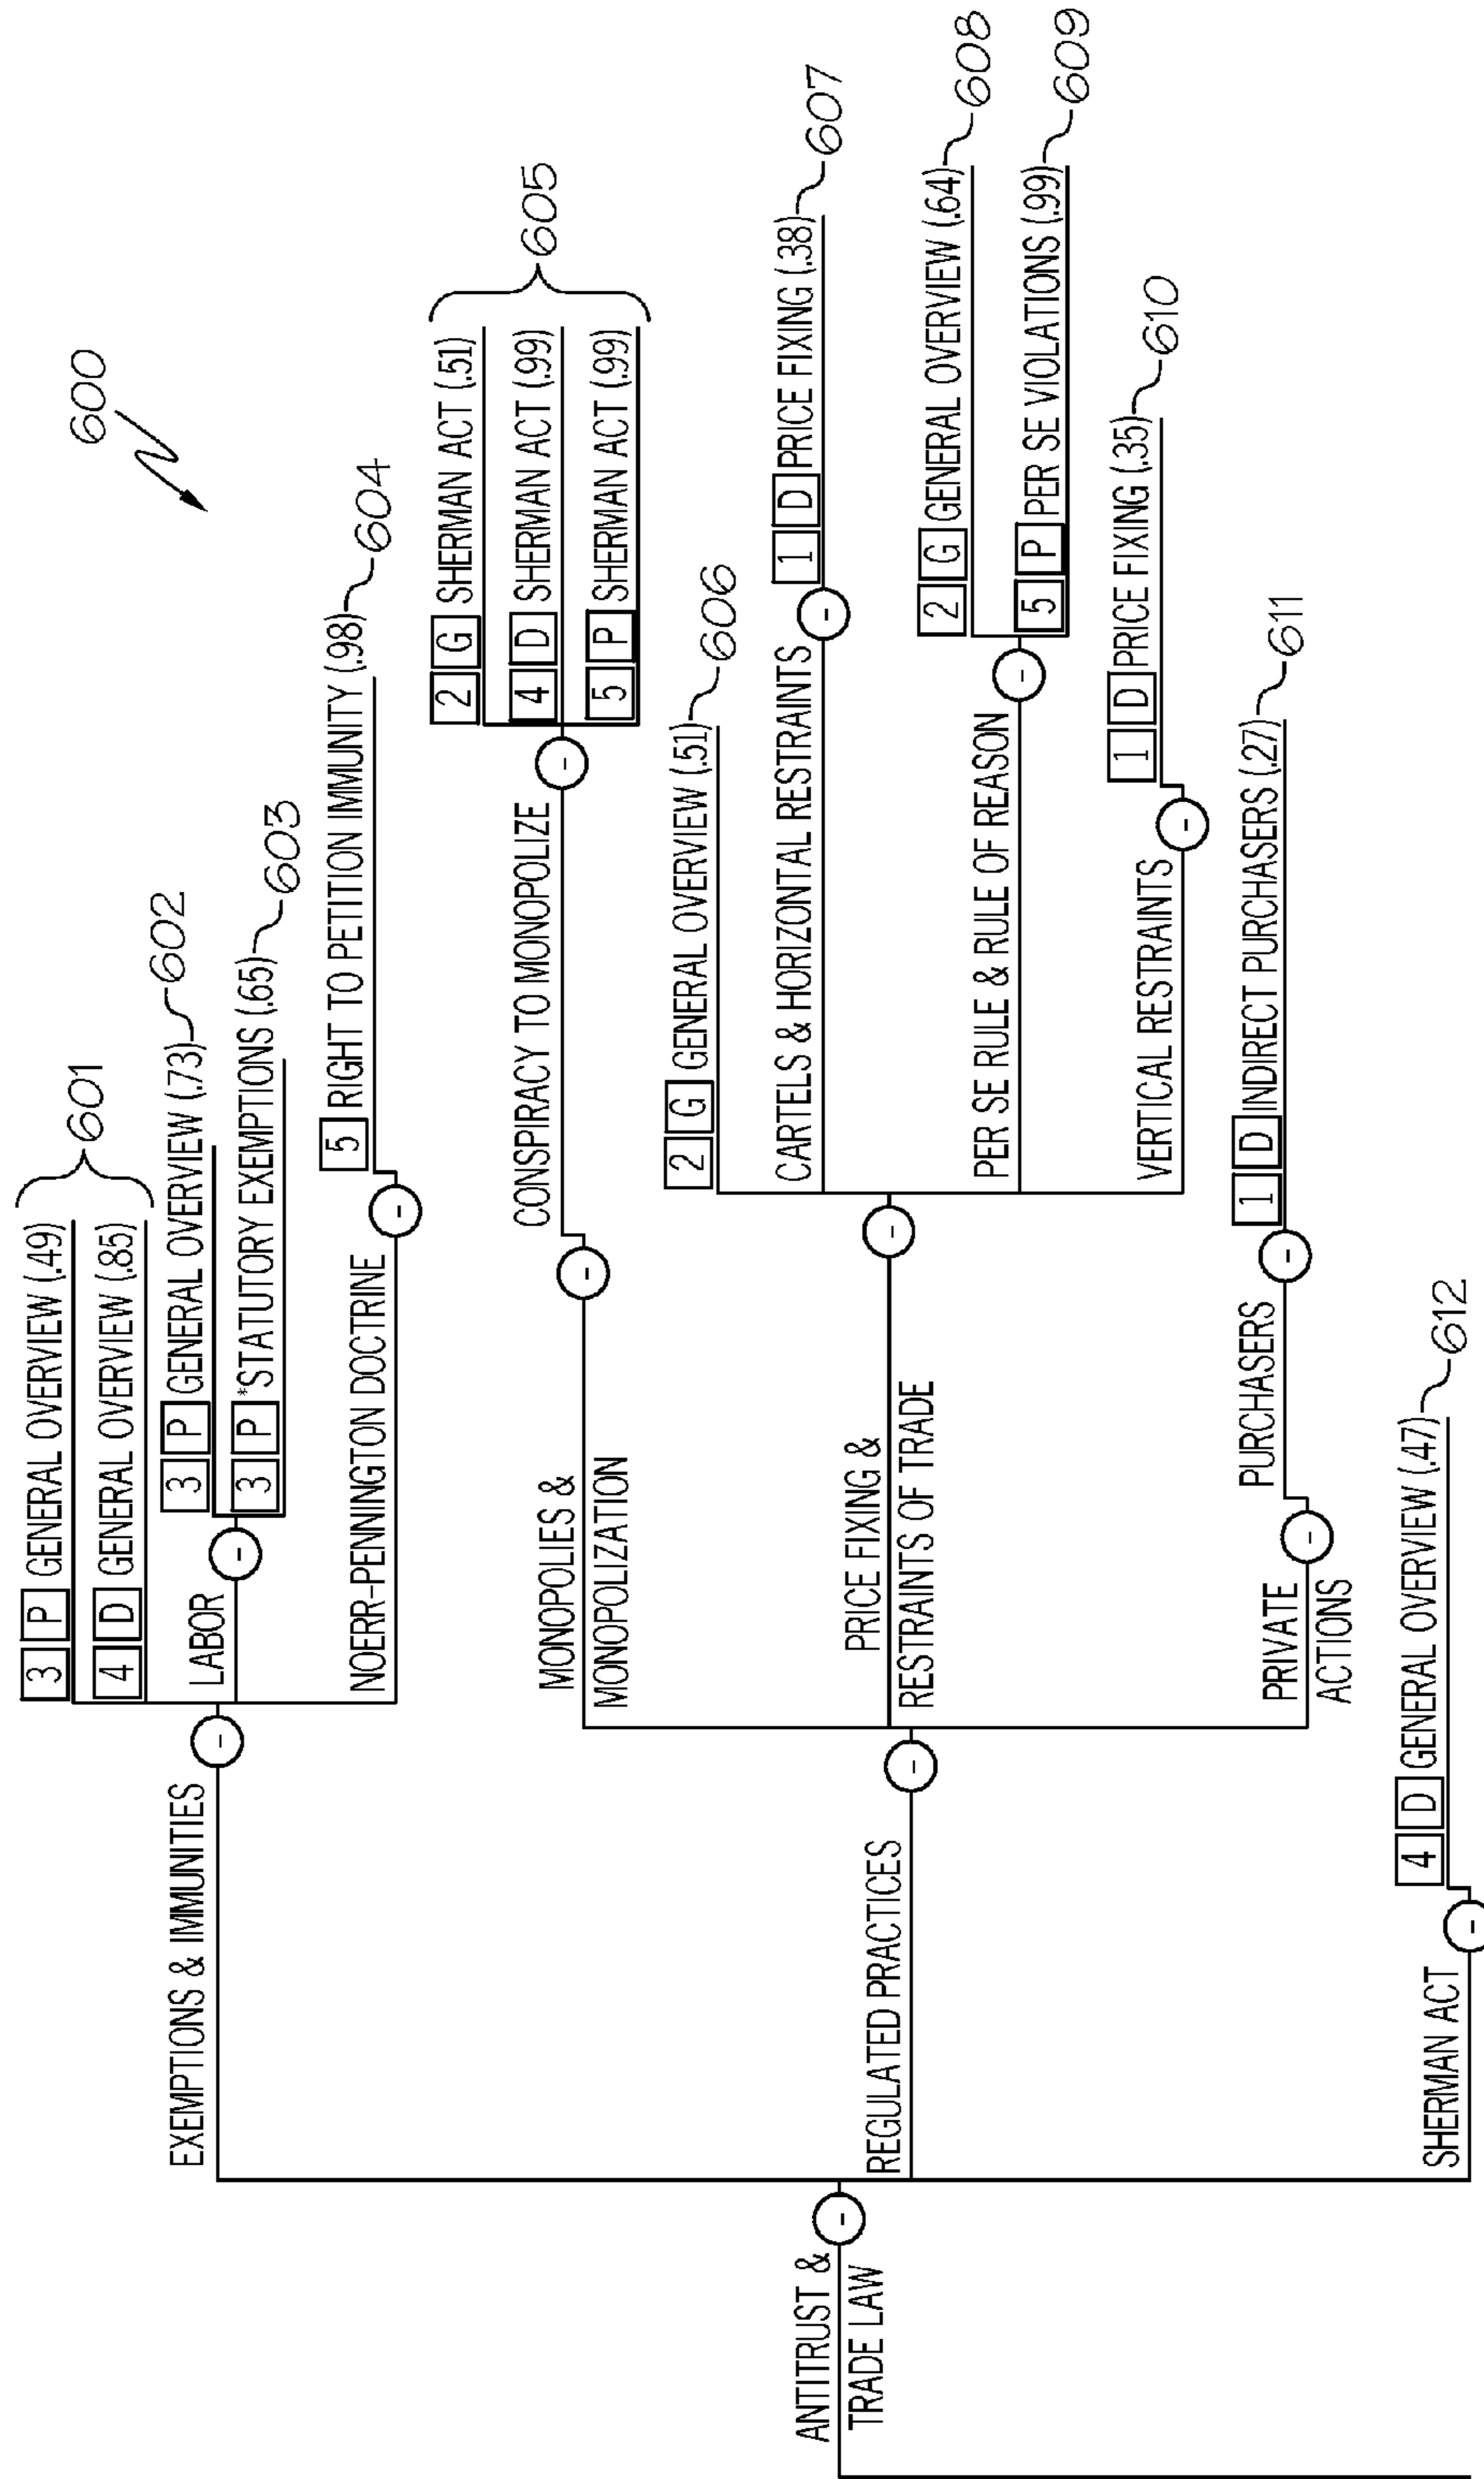 600
ANTITRUST &
TRADE LAW
EXEMPTIONS & IMMUNITIES
3 P GENERAL OVERVIEW (.49)
4 D GENERAL OVERVIEW (.85)
601
LABOR
3 P GENERAL OVERVIEW (.73) 602
3 P *STATUTORY EXEMPTIONS (.65) 603
NOERR-PENNINGTON DOCTRINE
5 RIGHT TO PETITION IMMUNITY (.98) 604
REGULATED PRACTICES
MONOPOLIES &
MONOPOLIZATION
CONSPIRACY TO MONOPOLIZE
2 G SHERMAN ACT (.51)
4 D SHERMAN ACT (.99)
5 P SHERMAN ACT (.99)
605
PRICE FIXING &
RESTRAINTS OF TRADE
2 G GENERAL OVERVIEW (.51) 606
CARTELS & HORIZONTAL RESTRAINTS
1 D PRICE FIXING (.38) 607
PER SE RULE & RULE OF REASON
2 G GENERAL OVERVIEW (.64) 608
5 P PER SE VIOLATIONS (.99) 609
VERTICAL RESTRAINTS
1 D PRICE FIXING (.35) 610
PRIVATE
ACTIONS
PURCHASERS
1 D INDIRECT PURCHASERS (.27) 611
SHERMAN ACT
4 D GENERAL OVERVIEW (.47) 612